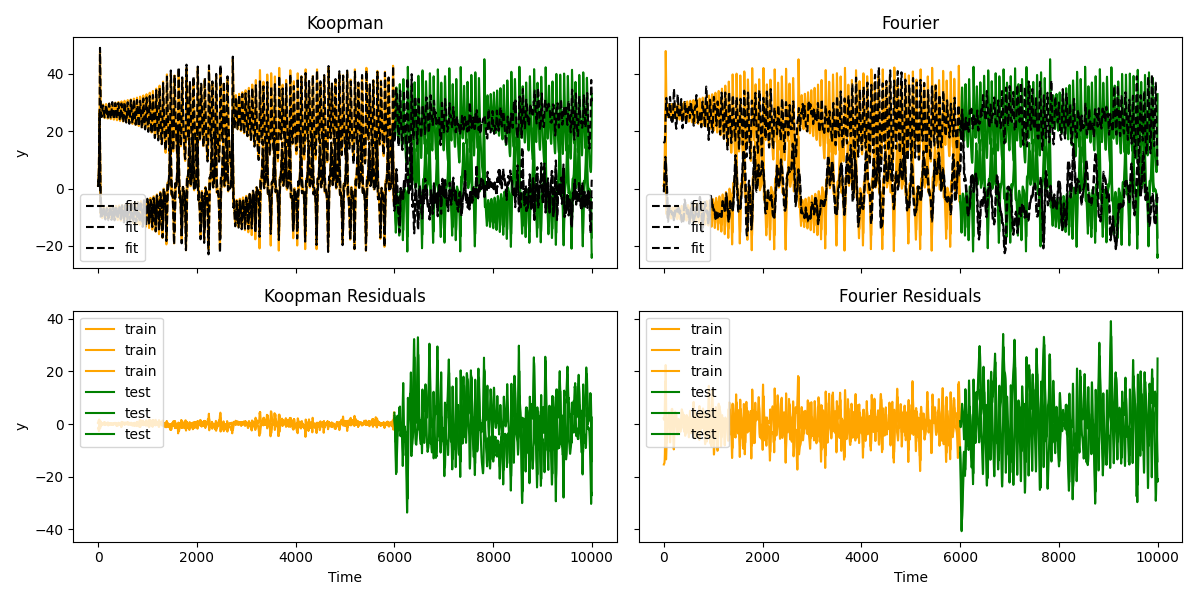 Koopman
Fourier
y
40
20
0
−20
fit
fit
fit
fit
fit
fit
Koopman Residuals
Fourier Residuals
y
40
20
0
−20
−40
train
train
train
test
test
test
train
train
train
test
test
test
0
2000
4000
6000
8000
10000
Time
0
2000
4000
6000
8000
10000
Time